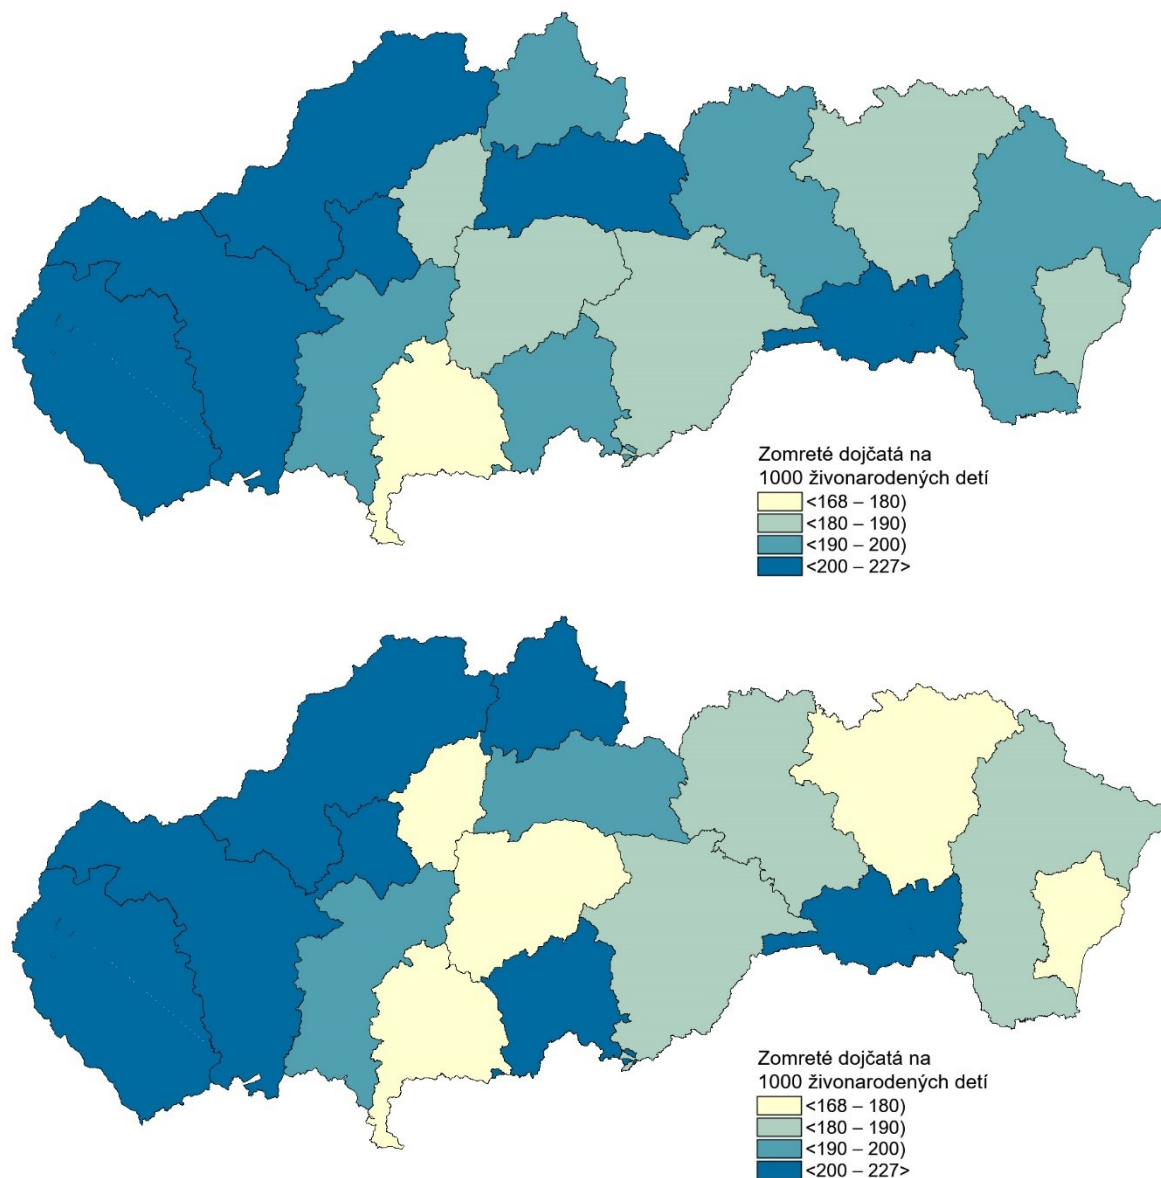 Zomreté dojčatá na
1000 živonarodených detí
<168 – 180)
<180 – 190)
<190 – 200)
<200 – 227>
Zomreté dojčatá na
1000 živonarodených detí
<168 – 180)
<180 – 190)
<190 – 200)
<200 – 227>